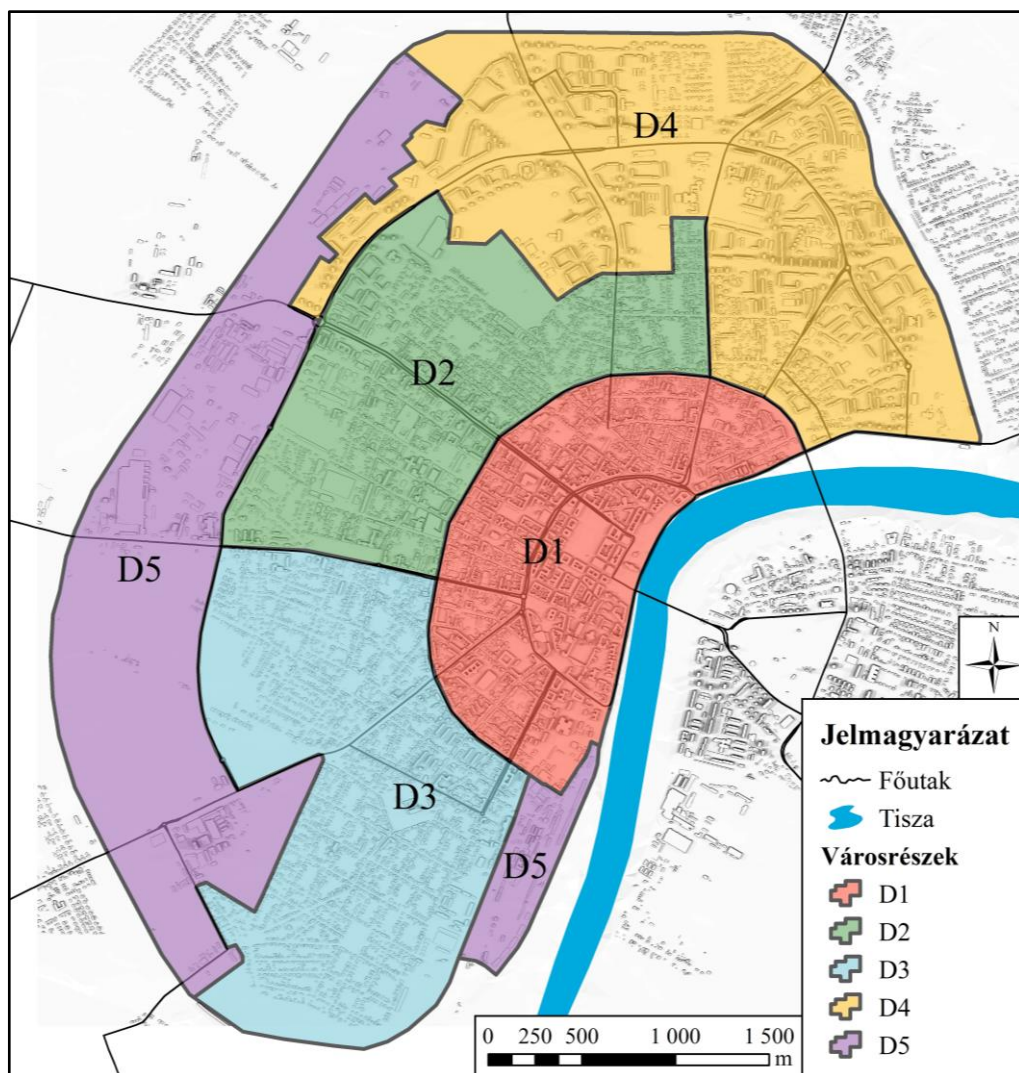 D4
D2
D1
D5
D3
D5
N
Jelmagyarázat
Főutak
Tisza
Városrészek
D1
D2
D3
D4
D5
0 250 500 1 000 1 500
m